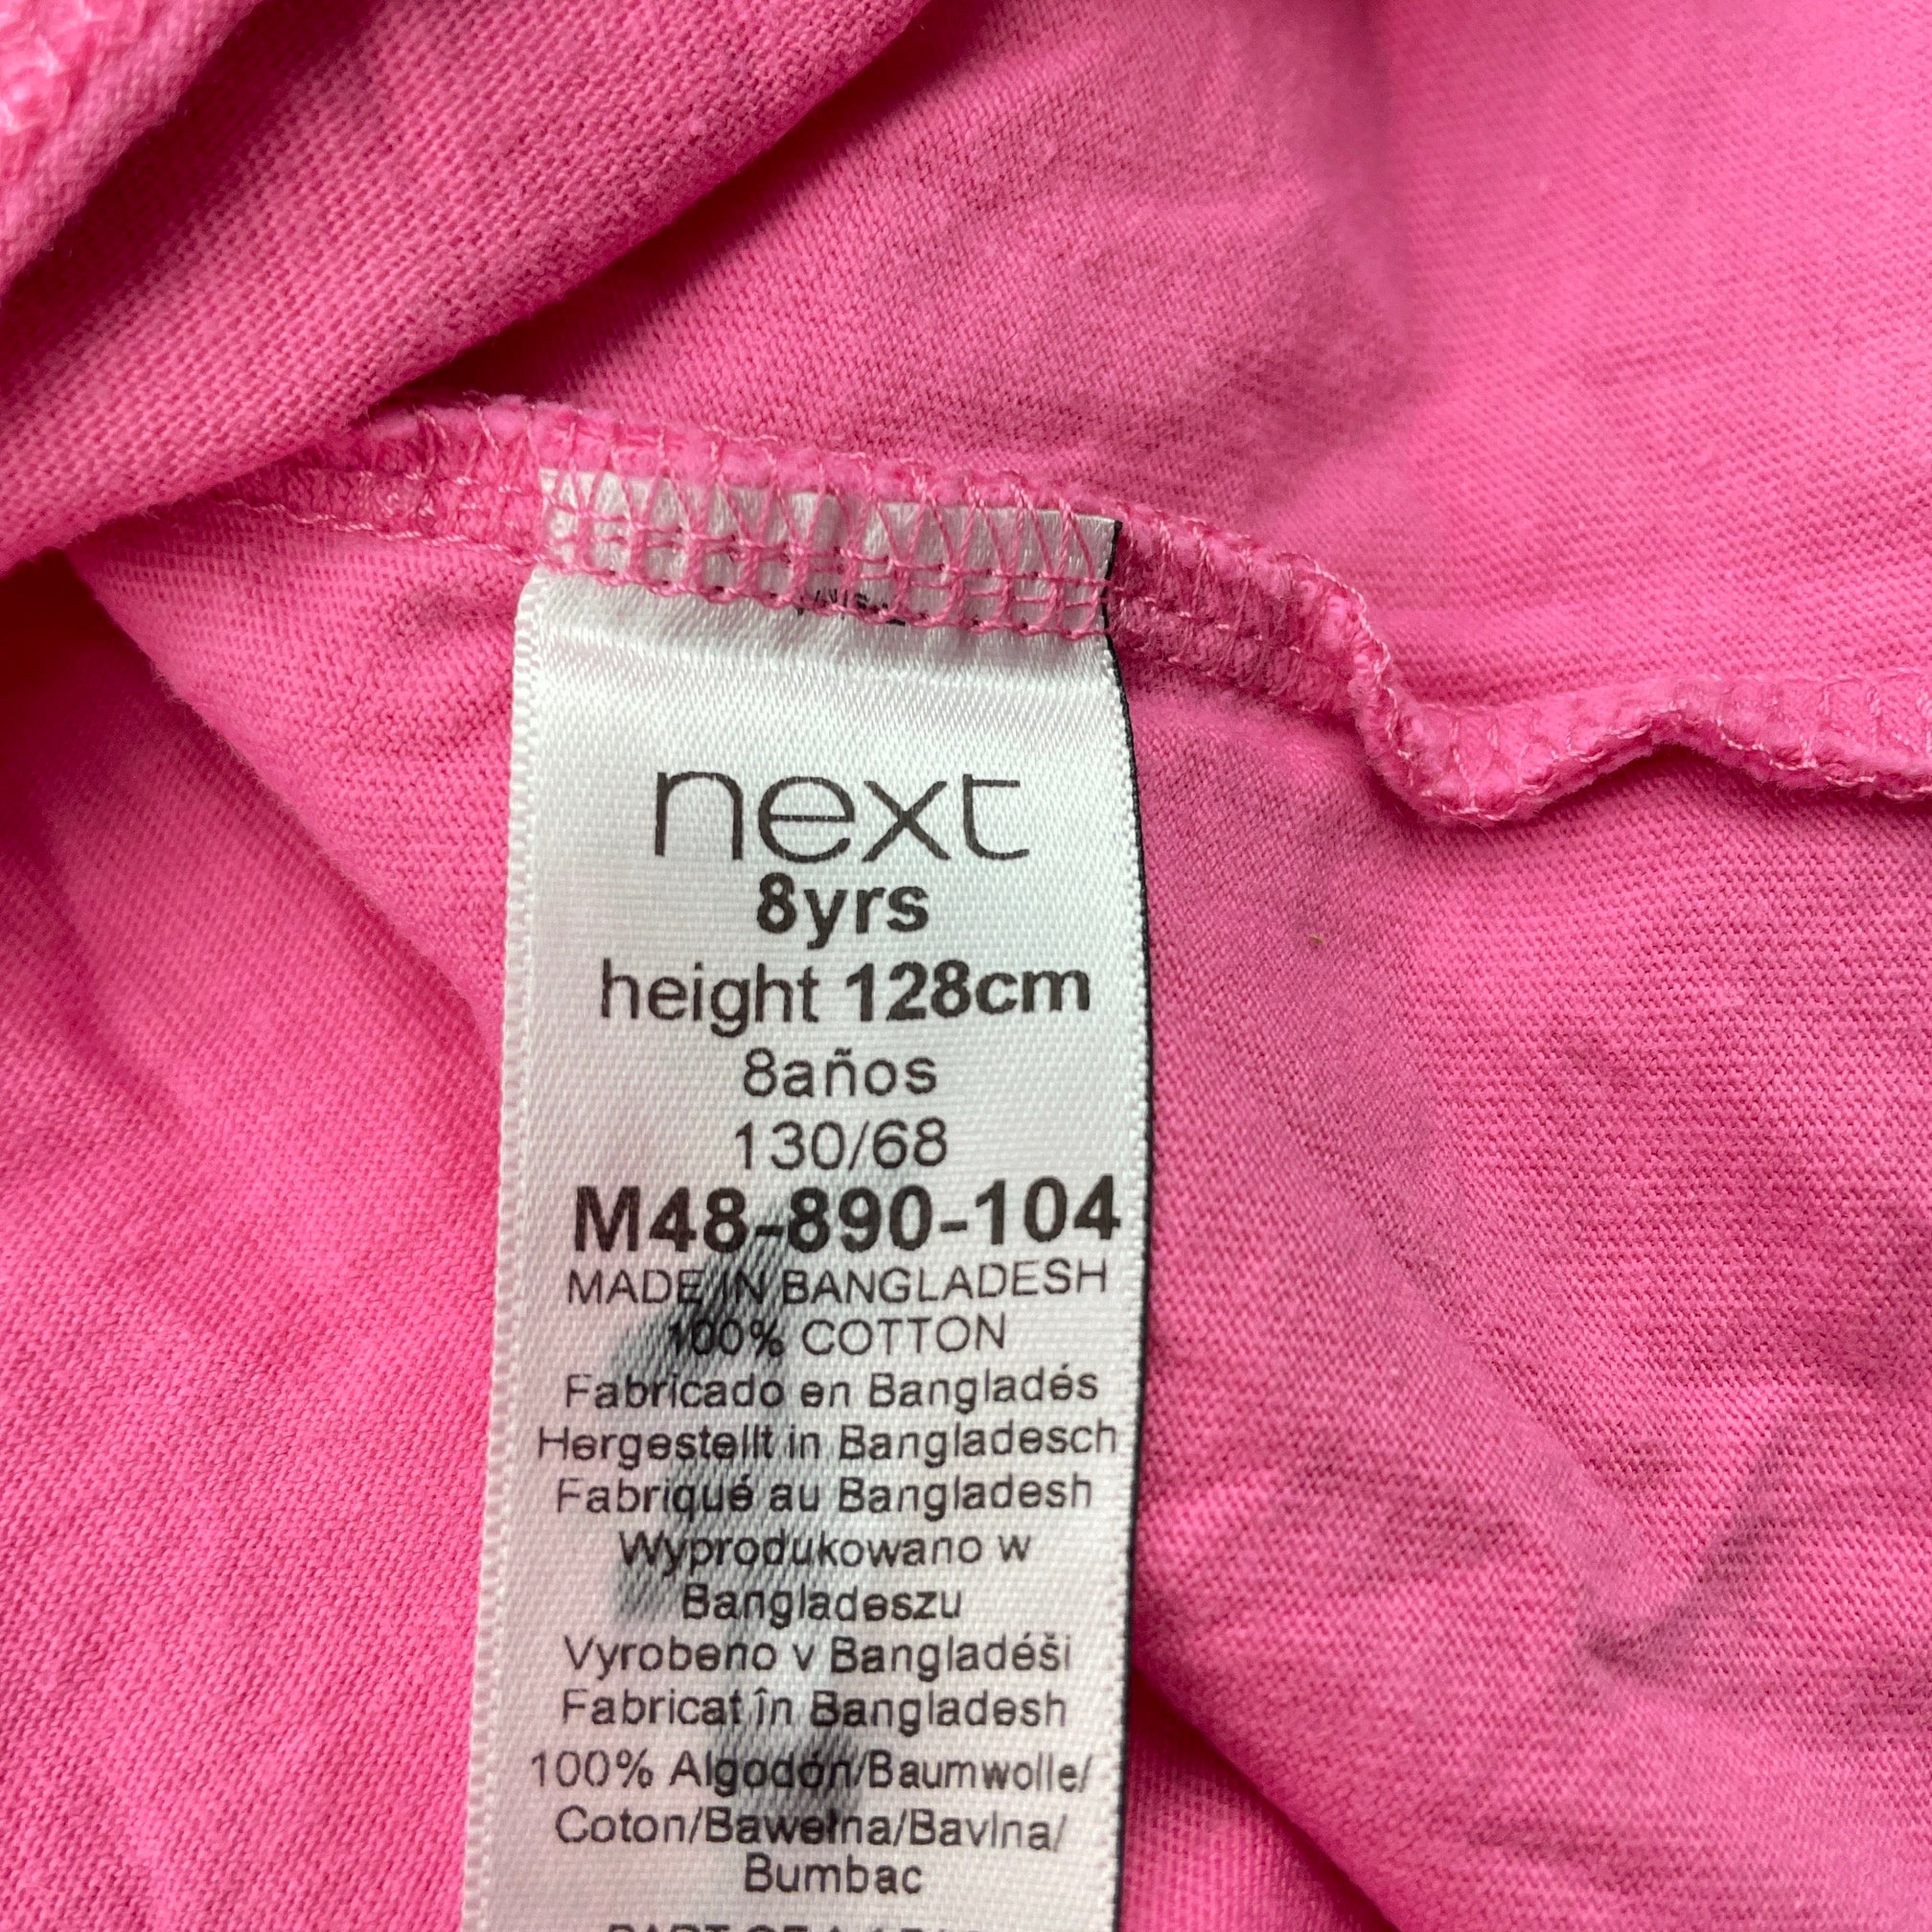 next
8yrs
height 128cm
8años
130/68
M48-890-104
MADE IN BANGLADESH
100% COTTON
Fabricado en Bangladés
Hergestellt in Bangladesch
Fabriqué au Bangladesh
Wyprodukowano w
Bangladeszu
Vyrobeno v Bangladéši
Fabricat în Bangladesh
100% Algodón/Baumwolle/
Coton/Bawełna/Bavlna/
Bumbac
PART OF A